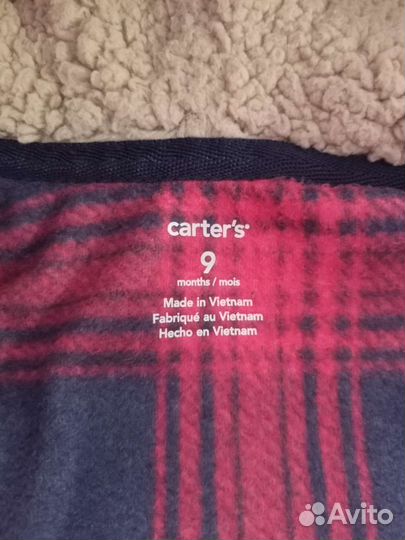 carter's®
9
months / mois
Made in Vietnam
Fabriqué au Vietnam
Hecho en Vietnam
Avito